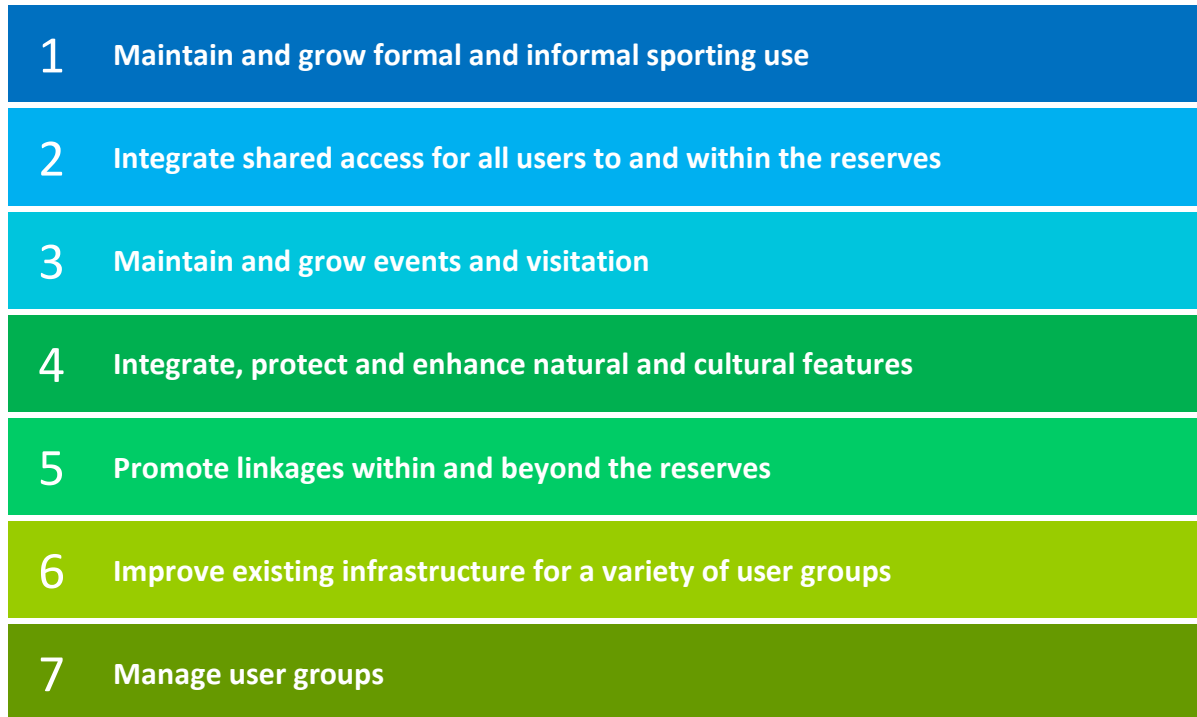 1 Maintain and grow formal and informal sporting use
2 Integrate shared access for all users to and within the reserves
3 Maintain and grow events and visitation
4 Integrate, protect and enhance natural and cultural features
5 Promote linkages within and beyond the reserves
6 Improve existing infrastructure for a variety of user groups
7 Manage user groups